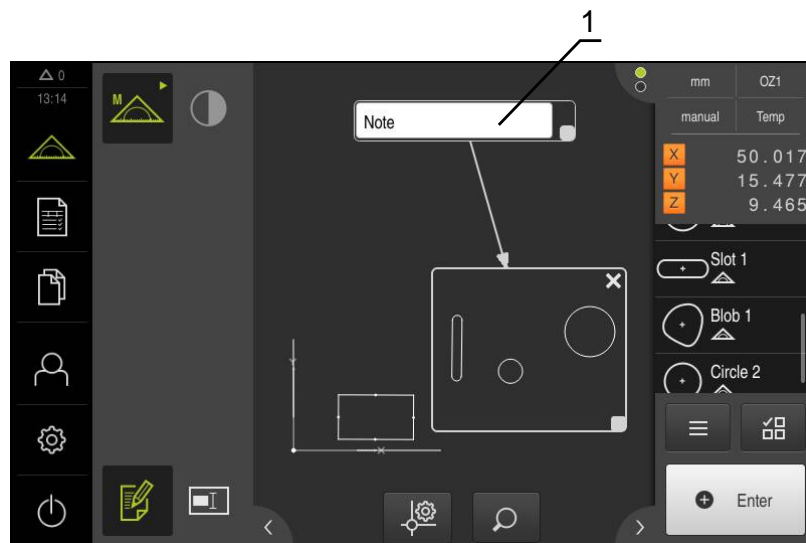 1
0
13:14
M
Note
mm
OZ1
manual
Temp
X 50.017
Y 15.477
Z 9.465
Slot 1
Blob 1
Circle 2
Y
X
Enter